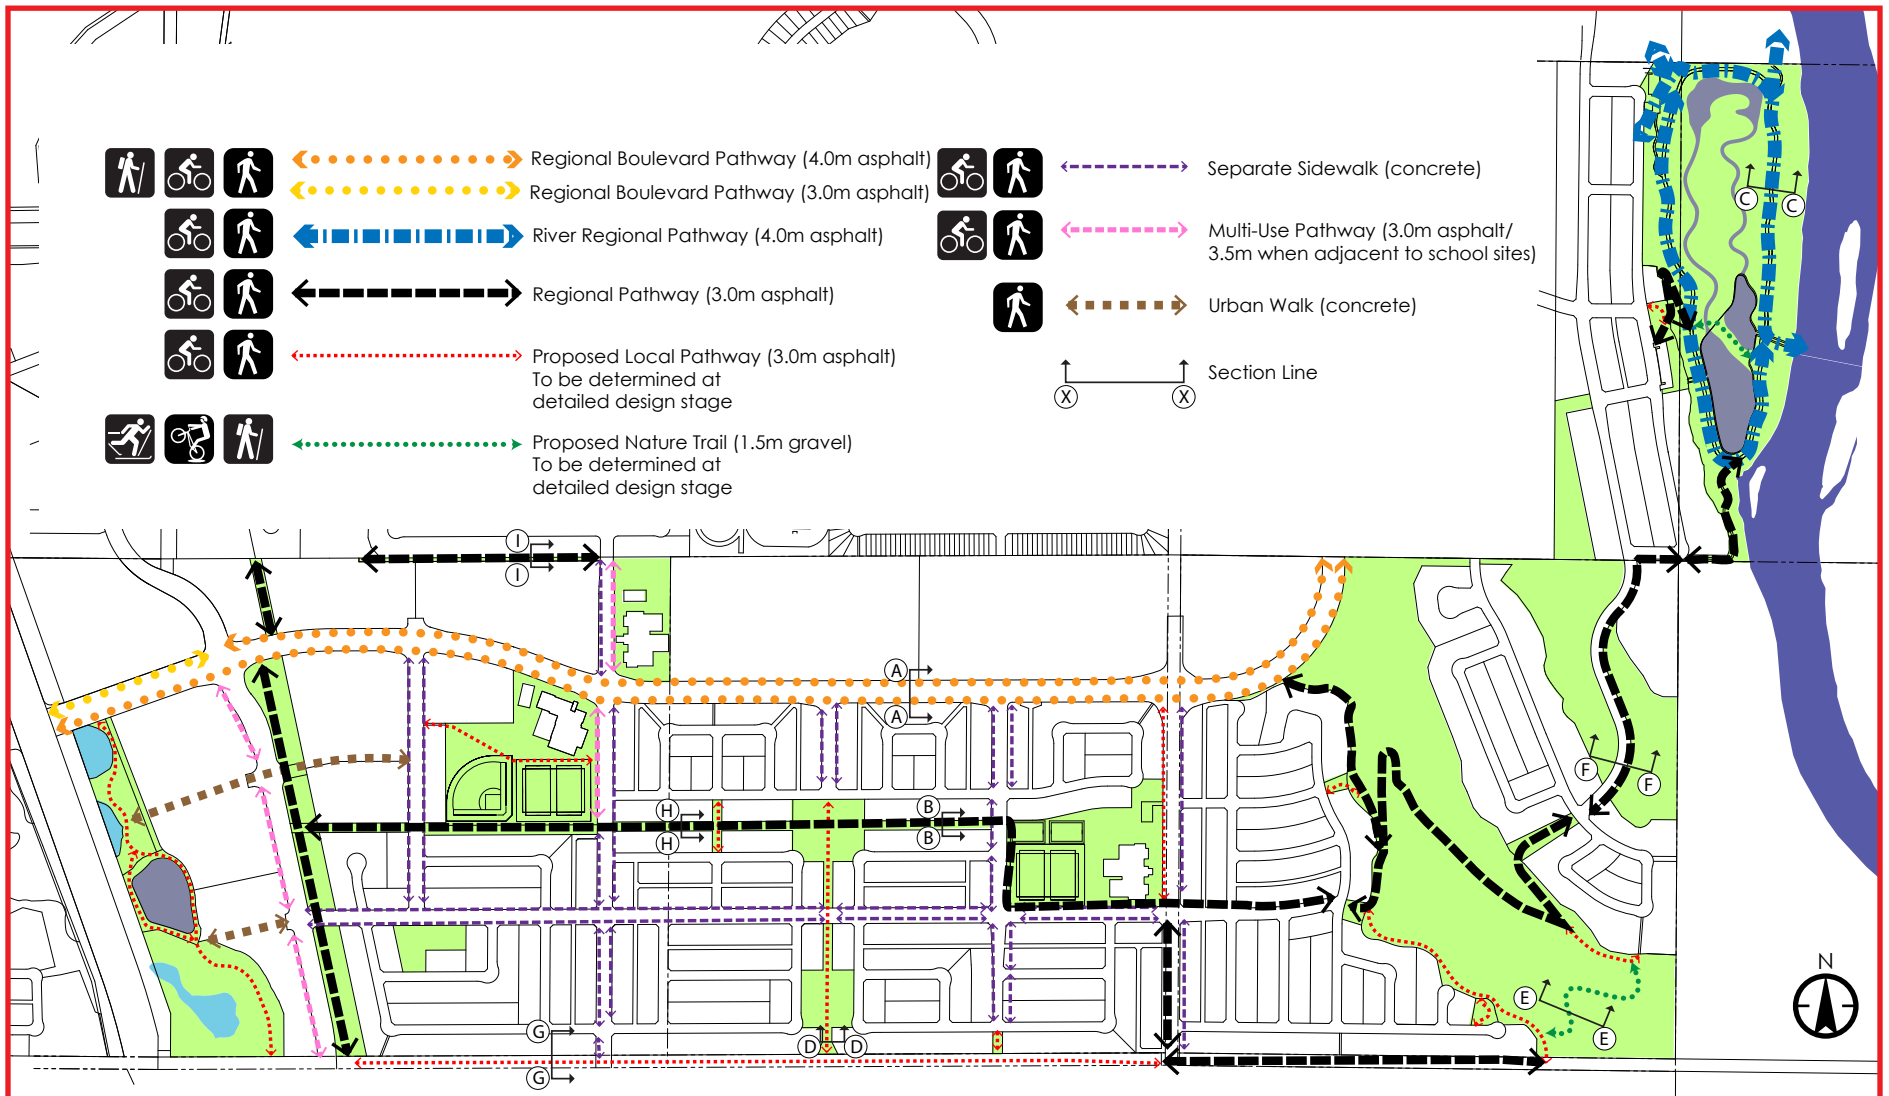 Regional Boulevard Pathway (4.0m asphalt)
Regional Boulevard Pathway (3.0m asphalt)
River Regional Pathway (4.0m asphalt)
Regional Pathway (3.0m asphalt)
Proposed Local Pathway (3.0m asphalt)
To be determined at
detailed design stage
Proposed Nature Trail (1.5m gravel)
To be determined at
detailed design stage
Separate Sidewalk (concrete)
Multi-Use Pathway (3.0m asphalt/
3.5m when adjacent to school sites)
Urban Walk (concrete)
Section Line
X X
C C
I
I
A
A
F F
H
H
B
B
E
E
D D
G
G
N